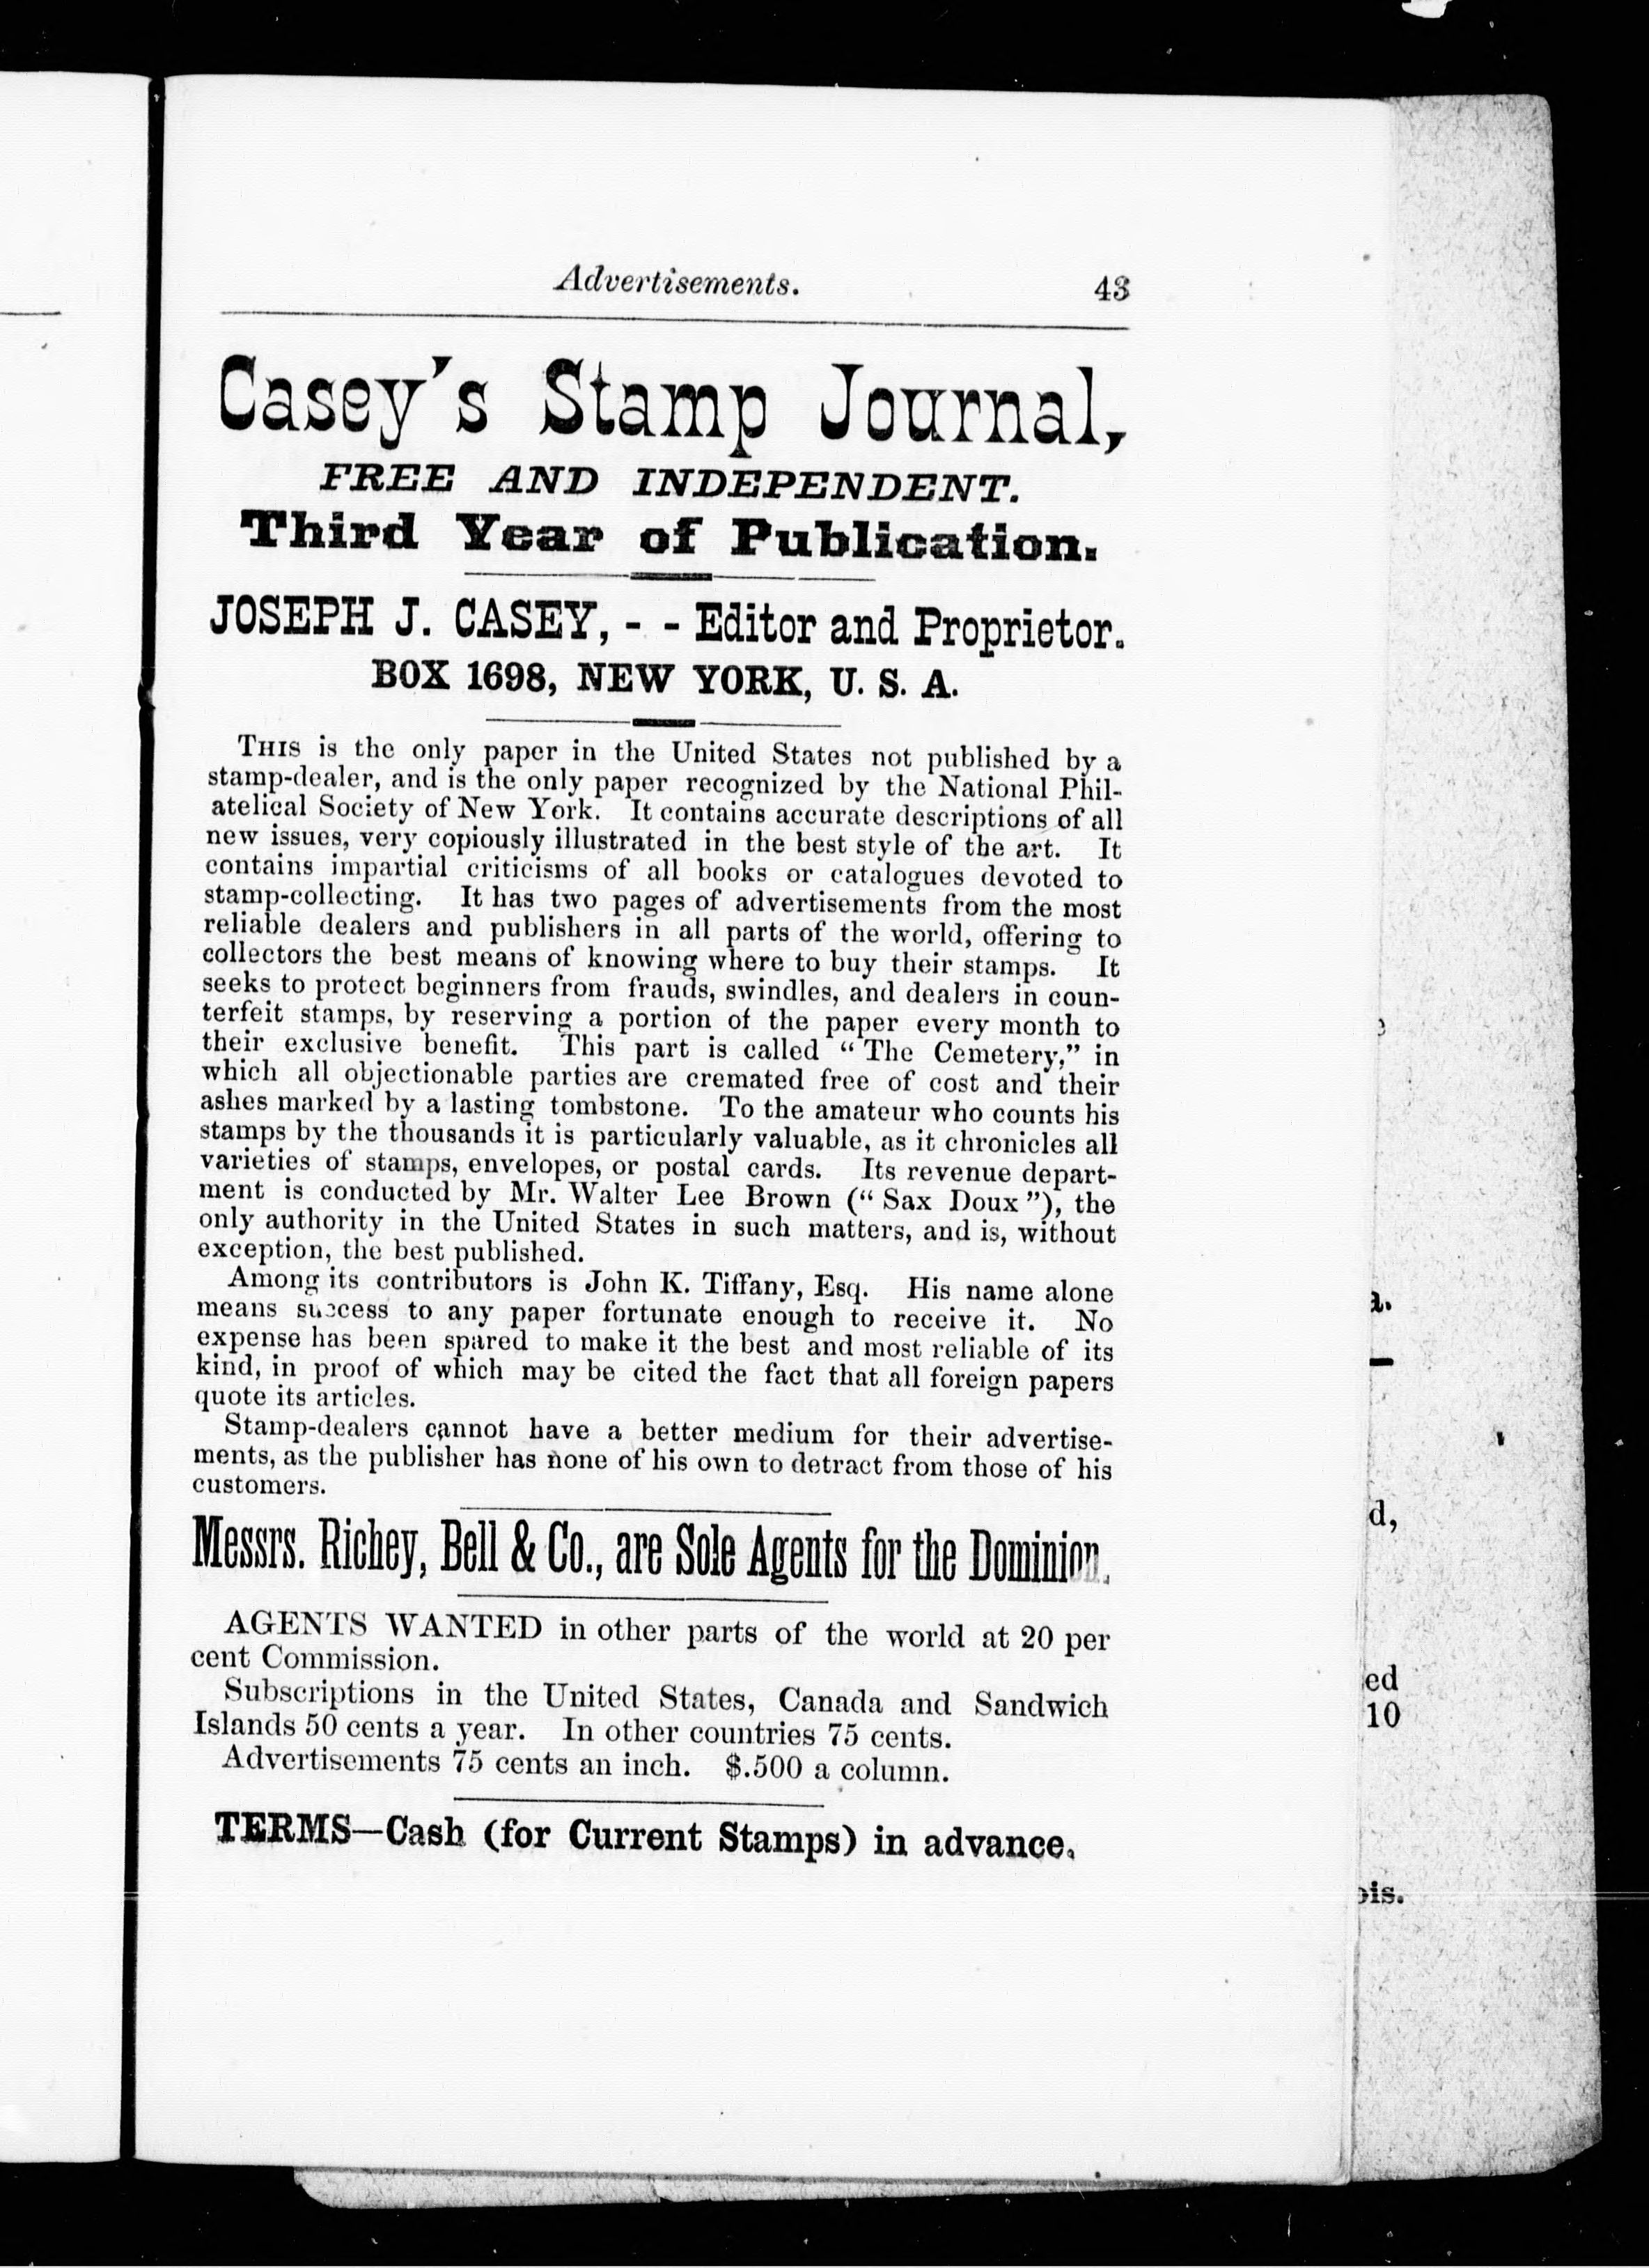 Advertisements. 43
Casey's Stamp Journal,
FREE AND INDEPENDENT.
Third Year of Publication.
JOSEPH J. CASEY, - - Editor and Proprietor.
BOX 1698, NEW YORK, U. S. A.
THIS is the only paper in the United States not published by a
stamp-dealer, and is the only paper recognized by the National Phil-
atelical Society of New York. It contains accurate descriptions of all
new issues, very copiously illustrated in the best style of the art. It
contains impartial criticisms of all books or catalogues devoted to
stamp-collecting. It has two pages of advertisements from the most
reliable dealers and publishers in all parts of the world, offering to
collectors the best means of knowing where to buy their stamps. It
seeks to protect beginners from frauds, swindles, and dealers in coun-
terfeit stamps, by reserving a portion of the paper every month to
their exclusive benefit. This part is called "The Cemetery," in
which all objectionable parties are cremated free of cost and their
ashes marked by a lasting tombstone. To the amateur who counts his
stamps by the thousands it is particularly valuable, as it chronicles all
varieties of stamps, envelopes, or postal cards. Its revenue depart-
ment is conducted by Mr. Walter Lee Brown ("Sax Doux"), the
only authority in the United States in such matters, and is, without
exception, the best published.
Among its contributors is John K. Tiffany, Esq. His name alone
means success to any paper fortunate enough to receive it. No
expense has been spared to make it the best and most reliable of its
kind, in proof of which may be cited the fact that all foreign papers
quote its articles.
Stamp-dealers cannot have a better medium for their advertise-
ments, as the publisher has none of his own to detract from those of his
customers.
Messrs. Richey, Bell & Co., are Sole Agents for the Dominion.
AGENTS WANTED in other parts of the world at 20 per
cent Commission.
Subscriptions in the United States, Canada and Sandwich
Islands 50 cents a year. In other countries 75 cents.
Advertisements 75 cents an inch. $.500 a column.
TERMS—Cash (for Current Stamps) in advance.
a.
d,
ed
10
is.